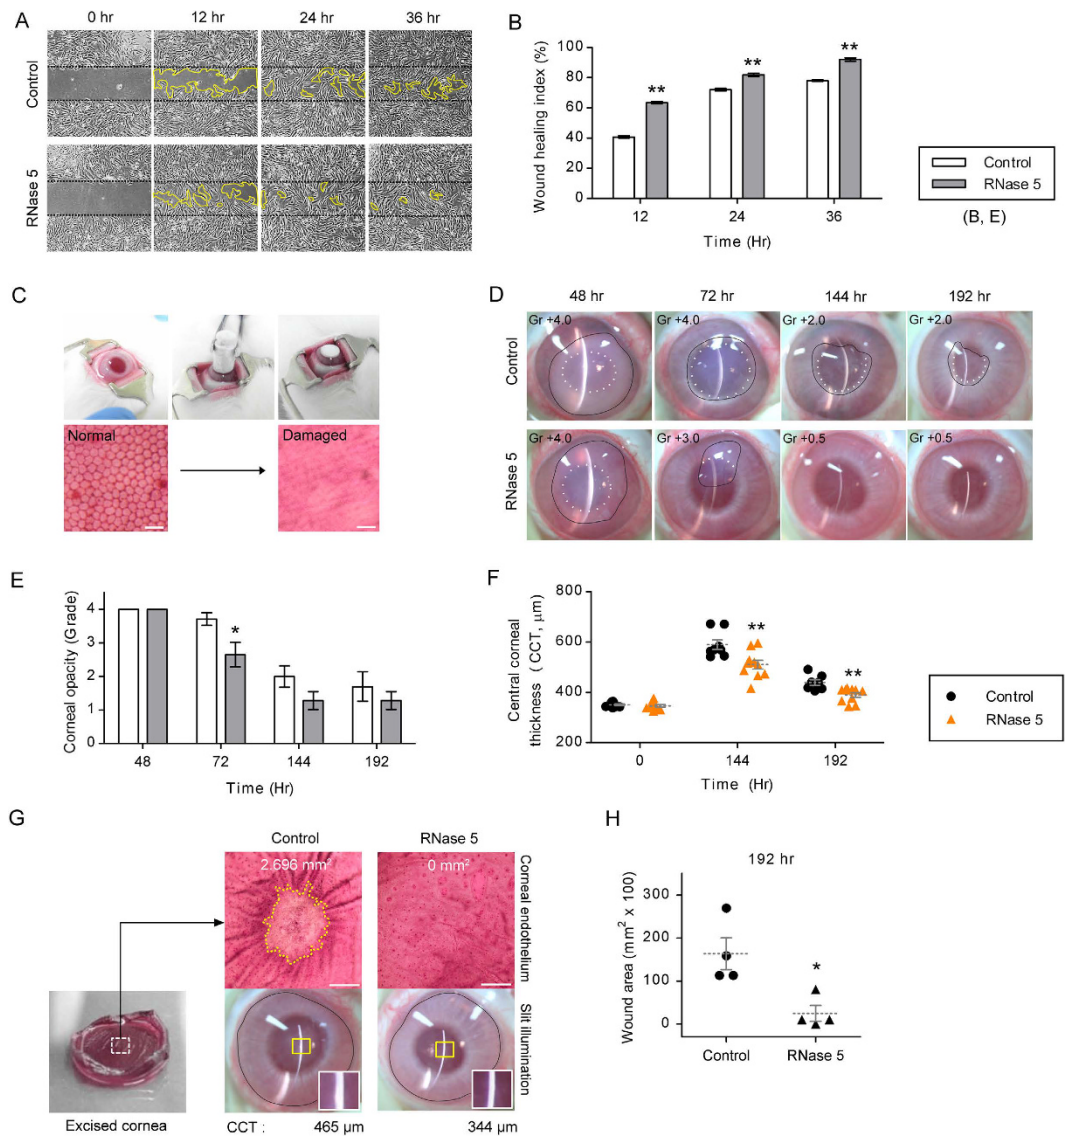 A
0 hr 12 hr 24 hr 36 hr
Control
RNase 5
B
Wound healing index (%)
100
80
60
40
20
0
** ** **
12 24 36
Time (Hr)
Control
RNase 5
(B, E)
C
Normal
Damaged
D
48 hr 72 hr 144 hr 192 hr
Control
Gr +4.0 Gr +4.0 Gr +2.0 Gr +2.0
RNase 5
Gr +4.0 Gr +3.0 Gr +0.5 Gr +0.5
E
Corneal opacity (Grade)
4
3
2
1
0
*
48 72 144 192
Time (Hr)
F
Central corneal
thickness ( CCT, μm)
800
600
400
200
** **
0 144 192
Time (Hr)
Control
RNase 5
G
Control RNase 5
2.696 mm²
0 mm²
Corneal endothelium
Slit illumination
Excised cornea
CCT : 465 μm 344 μm
H
192 hr
Wound area (mm² x 100)
300
200
100
0
*
Control RNase 5